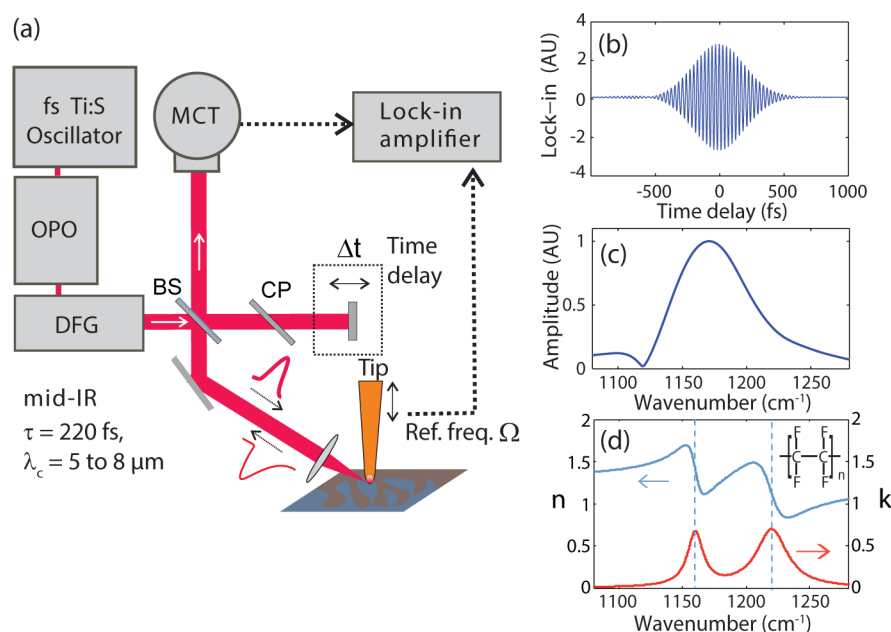 (a)
fs Ti:S
Oscillator
OPO
DFG
MCT
Lock-in
amplifier
BS
CP
Δt
Time
delay
Tip
Ref. freq. Ω
mid-IR
τ = 220 fs,
λc = 5 to 8 μm
(b)
Lock–in (AU)
4
2
0
-2
-4
-500 0 500 1000
Time delay (fs)
(c)
Amplitude (AU)
1
0.5
0
1100 1150 1200 1250
Wavenumber (cm-1)
(d)
n
2
1.5
1
0.5
0
F F
C C
F F
n
k
2
1.5
1
0.5
0
1100 1150 1200 1250
Wavenumber (cm-1)